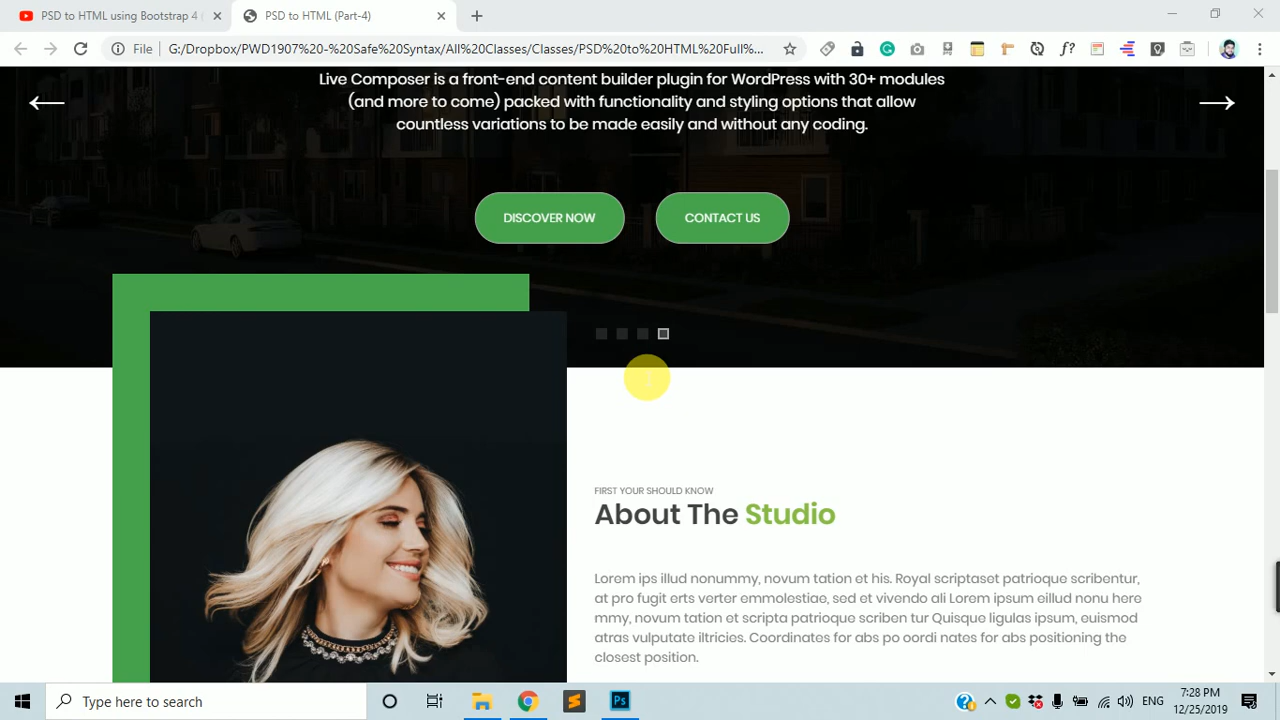 PSD to HTML using Bootstrap 4 (
PSD to HTML (Part-4)
File
G:/Dropbox/PWD1907%20-%20Safe%20Syntex/All%20Classes/Classes/PSD%20to%20HTML%20Full%...
f?
Live Composer is a front-end content builder plugin for WordPress with 30+ modules
(and more to come) packed with functionality and styling options that allow
countless variations to be made easily and without any coding.
DISCOVER NOW
CONTACT US
FIRST YOUR SHOULD KNOW
About The Studio
Lorem ips illud nonummy, novum tation et his. Royal scriptaset patrioque scribentur,
at pro fugit erts verter emmolestiae, sed et vivendo ali Lorem ipsum eillud nonu here
mmy, novum tation et scripta patrioque scriben tur Quisque ligulas ipsum, euismod
atras vulputate iltricies. Coordinates for abs po oordi nates for abs positioning the
closest position.
Type here to search
Ps
ENG
7:28 PM
12/25/2019